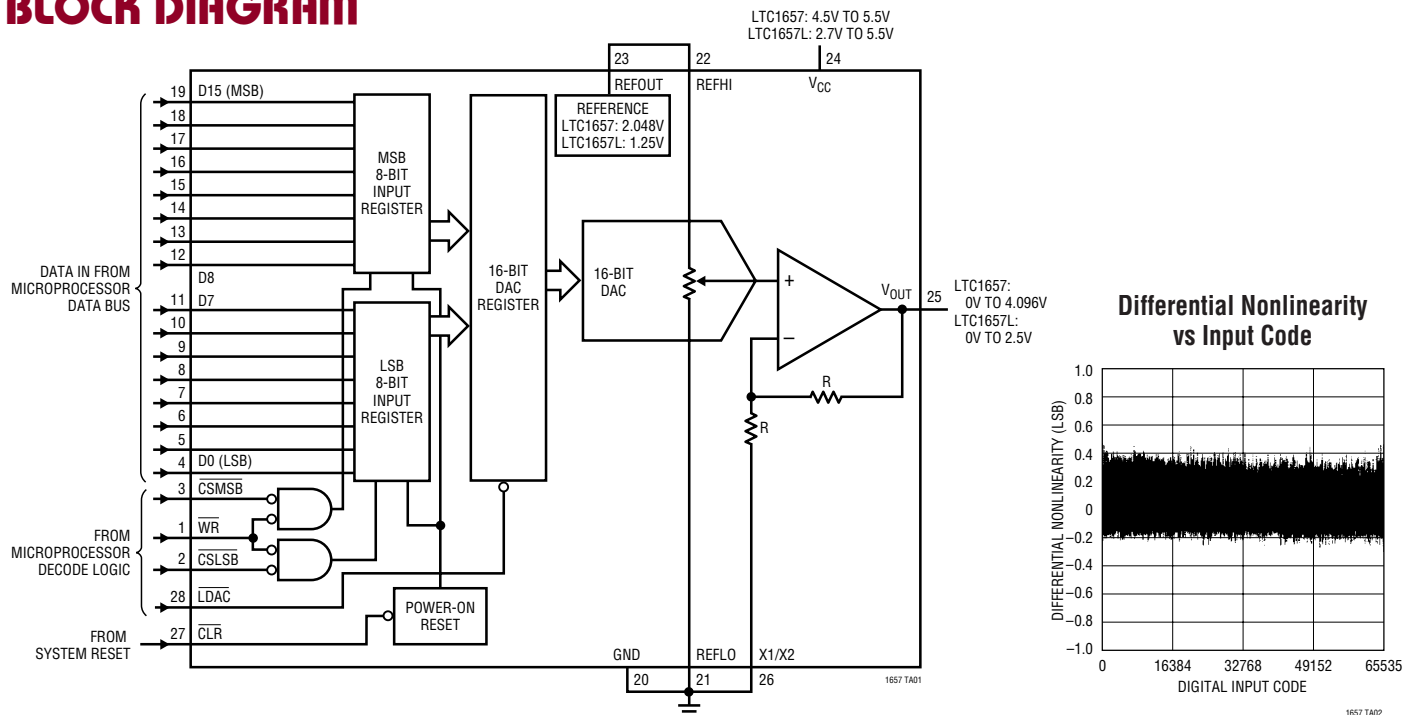 BLOCK DIAGRAM
LTC1657: 4.5V TO 5.5V
LTC1657L: 2.7V TO 5.5V
23
22
24
REFOUT
REFHI
VCC
REFERENCE
LTC1657: 2.048V
LTC1657L: 1.25V
19
D15 (MSB)
18
17
16
15
14
13
12
D8
MSB
8-BIT
INPUT
REGISTER
DATA IN FROM
MICROPROCESSOR
DATA BUS
11
D7
10
9
8
7
6
5
4
D0 (LSB)
LSB
8-BIT
INPUT
REGISTER
16-BIT
DAC
REGISTER
16-BIT
DAC
+
–
VOUT
25
LTC1657:
0V TO 4.096V
LTC1657L:
0V TO 2.5V
R
R
FROM
MICROPROCESSOR
DECODE LOGIC
3
CSMSB
1
WR
2
CSLSB
28
LDAC
FROM
SYSTEM RESET
27
CLR
POWER-ON
RESET
GND
REFLO
X1/X2
20
21
26
1657 TA01
Differential Nonlinearity
vs Input Code
DIFFERENTIAL NONLINEARITY (LSB)
1.0
0.8
0.6
0.4
0.2
0
–0.2
–0.4
–0.6
–0.8
–1.0
0 16384 32768 49152 65535
DIGITAL INPUT CODE
1657 TA02